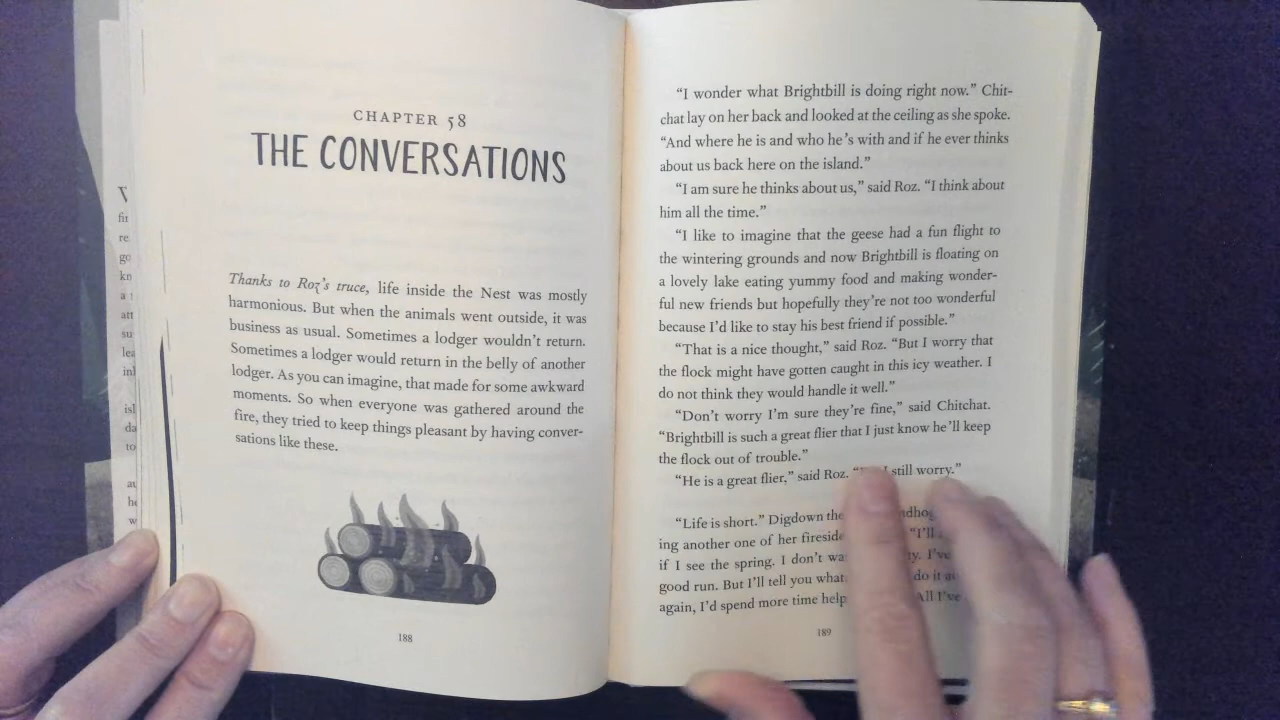 CHAPTER 58
THE CONVERSATIONS
Thanks to Roz's truce, life inside the Nest was mostly
harmonious. But when the animals went outside, it was
business as usual. Sometimes a lodger wouldn't return.
Sometimes a lodger would return in the belly of another
lodger. As you can imagine, that made for some awkward
moments. So when everyone was gathered around the
fire, they tried to keep things pleasant by having conver-
sations like these.
188
“I wonder what Brightbill is doing right now.” Chit-
chat lay on her back and looked at the ceiling as she spoke.
“And where he is and who he’s with and if he ever thinks
about us back here on the island.”
“I am sure he thinks about us,” said Roz. “I think about
him all the time.”
“I like to imagine that the geese had a fun flight to
the wintering grounds and now Brightbill is floating on
a lovely lake eating yummy food and making wonder-
ful new friends but hopefully they’re not too wonderful
because I’d like to stay his best friend if possible.”
“That is a nice thought,” said Roz. “But I worry that
the flock might have gotten caught in this icy weather. I
do not think they would handle it well.”
“Don’t worry I’m sure they’re fine,” said Chitchat.
“Brightbill is such a great flier that I just know he’ll keep
the flock out of trouble.”
“He is a great flier,” said Roz. still worry.”
“Life is short.” Digdown the
ing another one of her fireside “I’ll
if I see the spring. I don’t I’ve
good run. But I’ll tell you what do it
again, I’d spend more time All I’ve
189